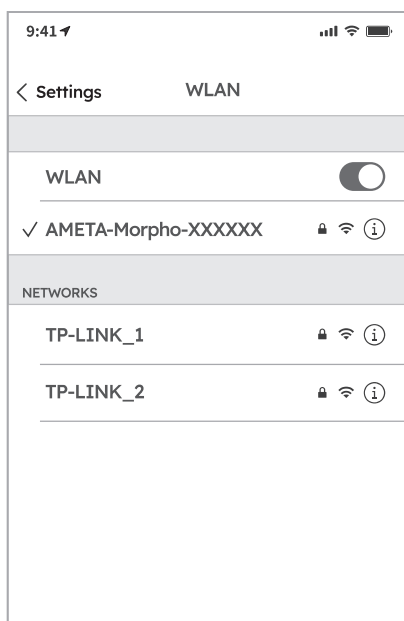 9:41
Settings WLAN
WLAN
AMETA-Morpho-XXXXXX
NETWORKS
TP-LINK_1
TP-LINK_2